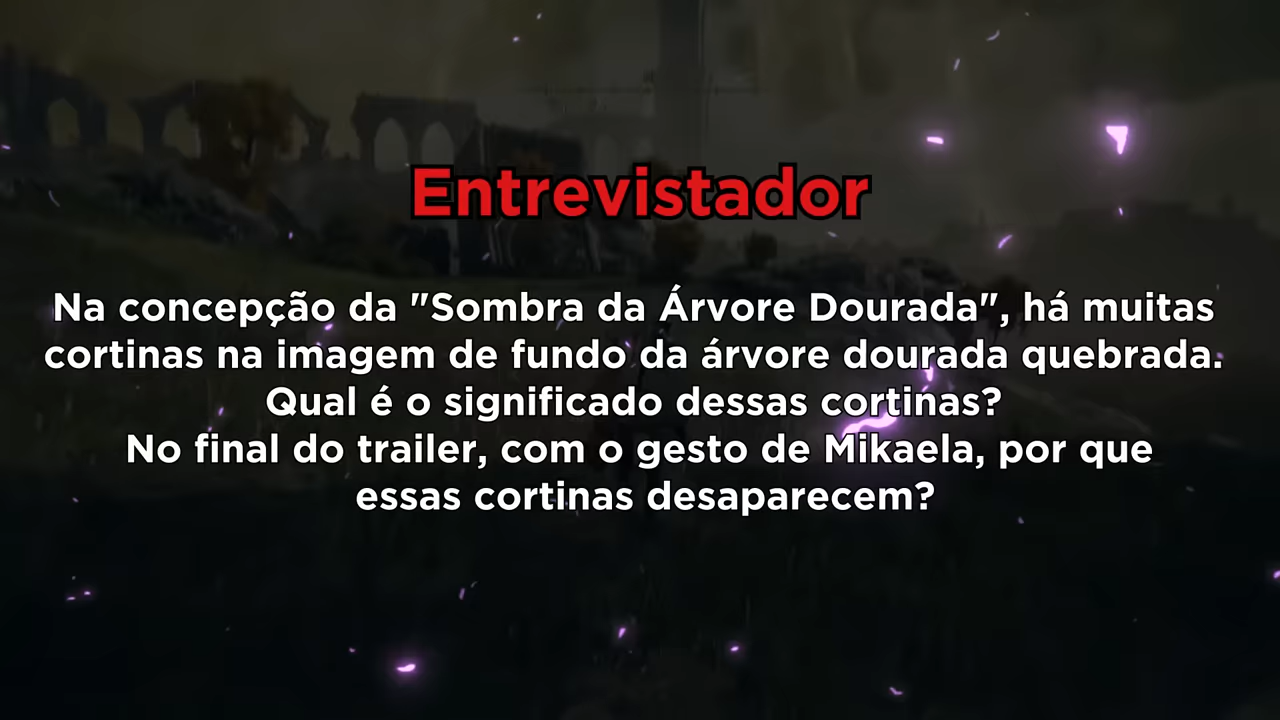 Entrevistador
Na concepção da "Sombra da Árvore Dourada", há muitas
cortinas na imagem de fundo da árvore dourada quebrada.
Qual é o significado dessas cortinas?
No final do trailer, com o gesto de Mikaela, por que
essas cortinas desaparecem?